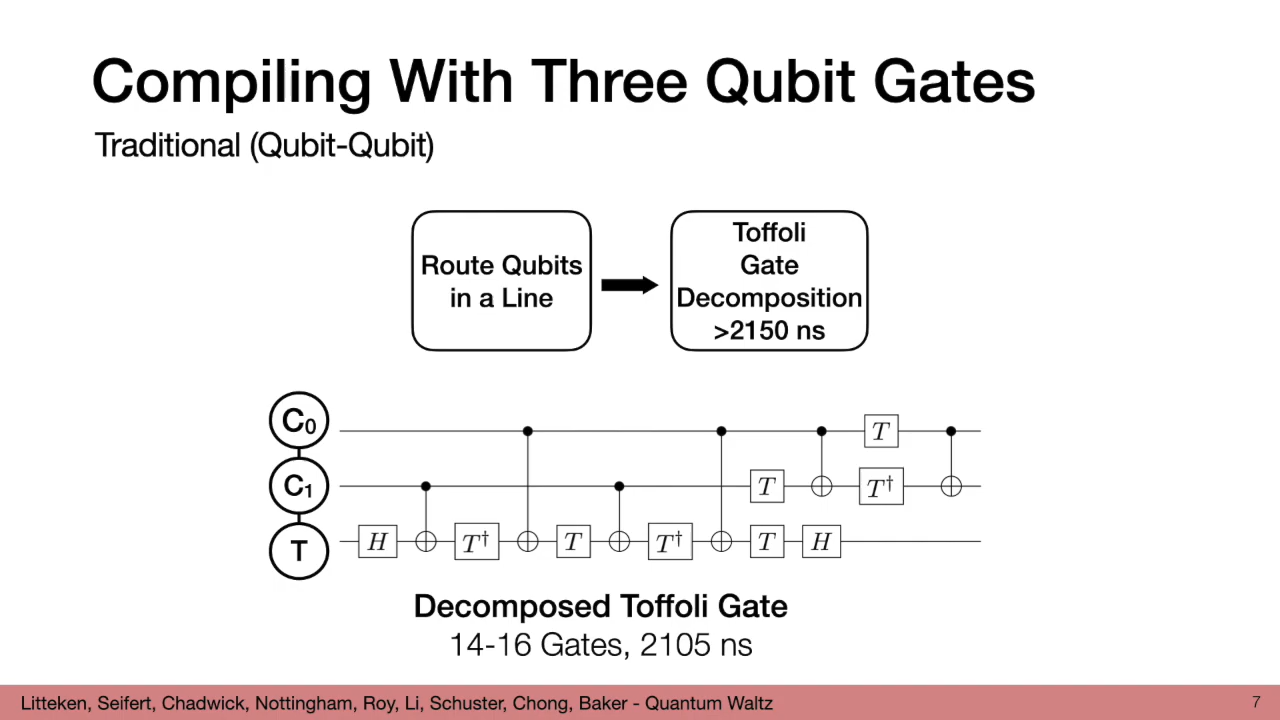 Compiling With Three Qubit Gates
Traditional (Qubit-Qubit)
Route Qubits
in a Line
Toffoli
Gate
Decomposition
>2150 ns
C₀
C₁
T
T
T
T†
H
T†
T
T†
T
H
Decomposed Toffoli Gate
14-16 Gates, 2105 ns
Litteken, Seifert, Chadwick, Nottingham, Roy, Li, Schuster, Chong, Baker - Quantum Waltz
7